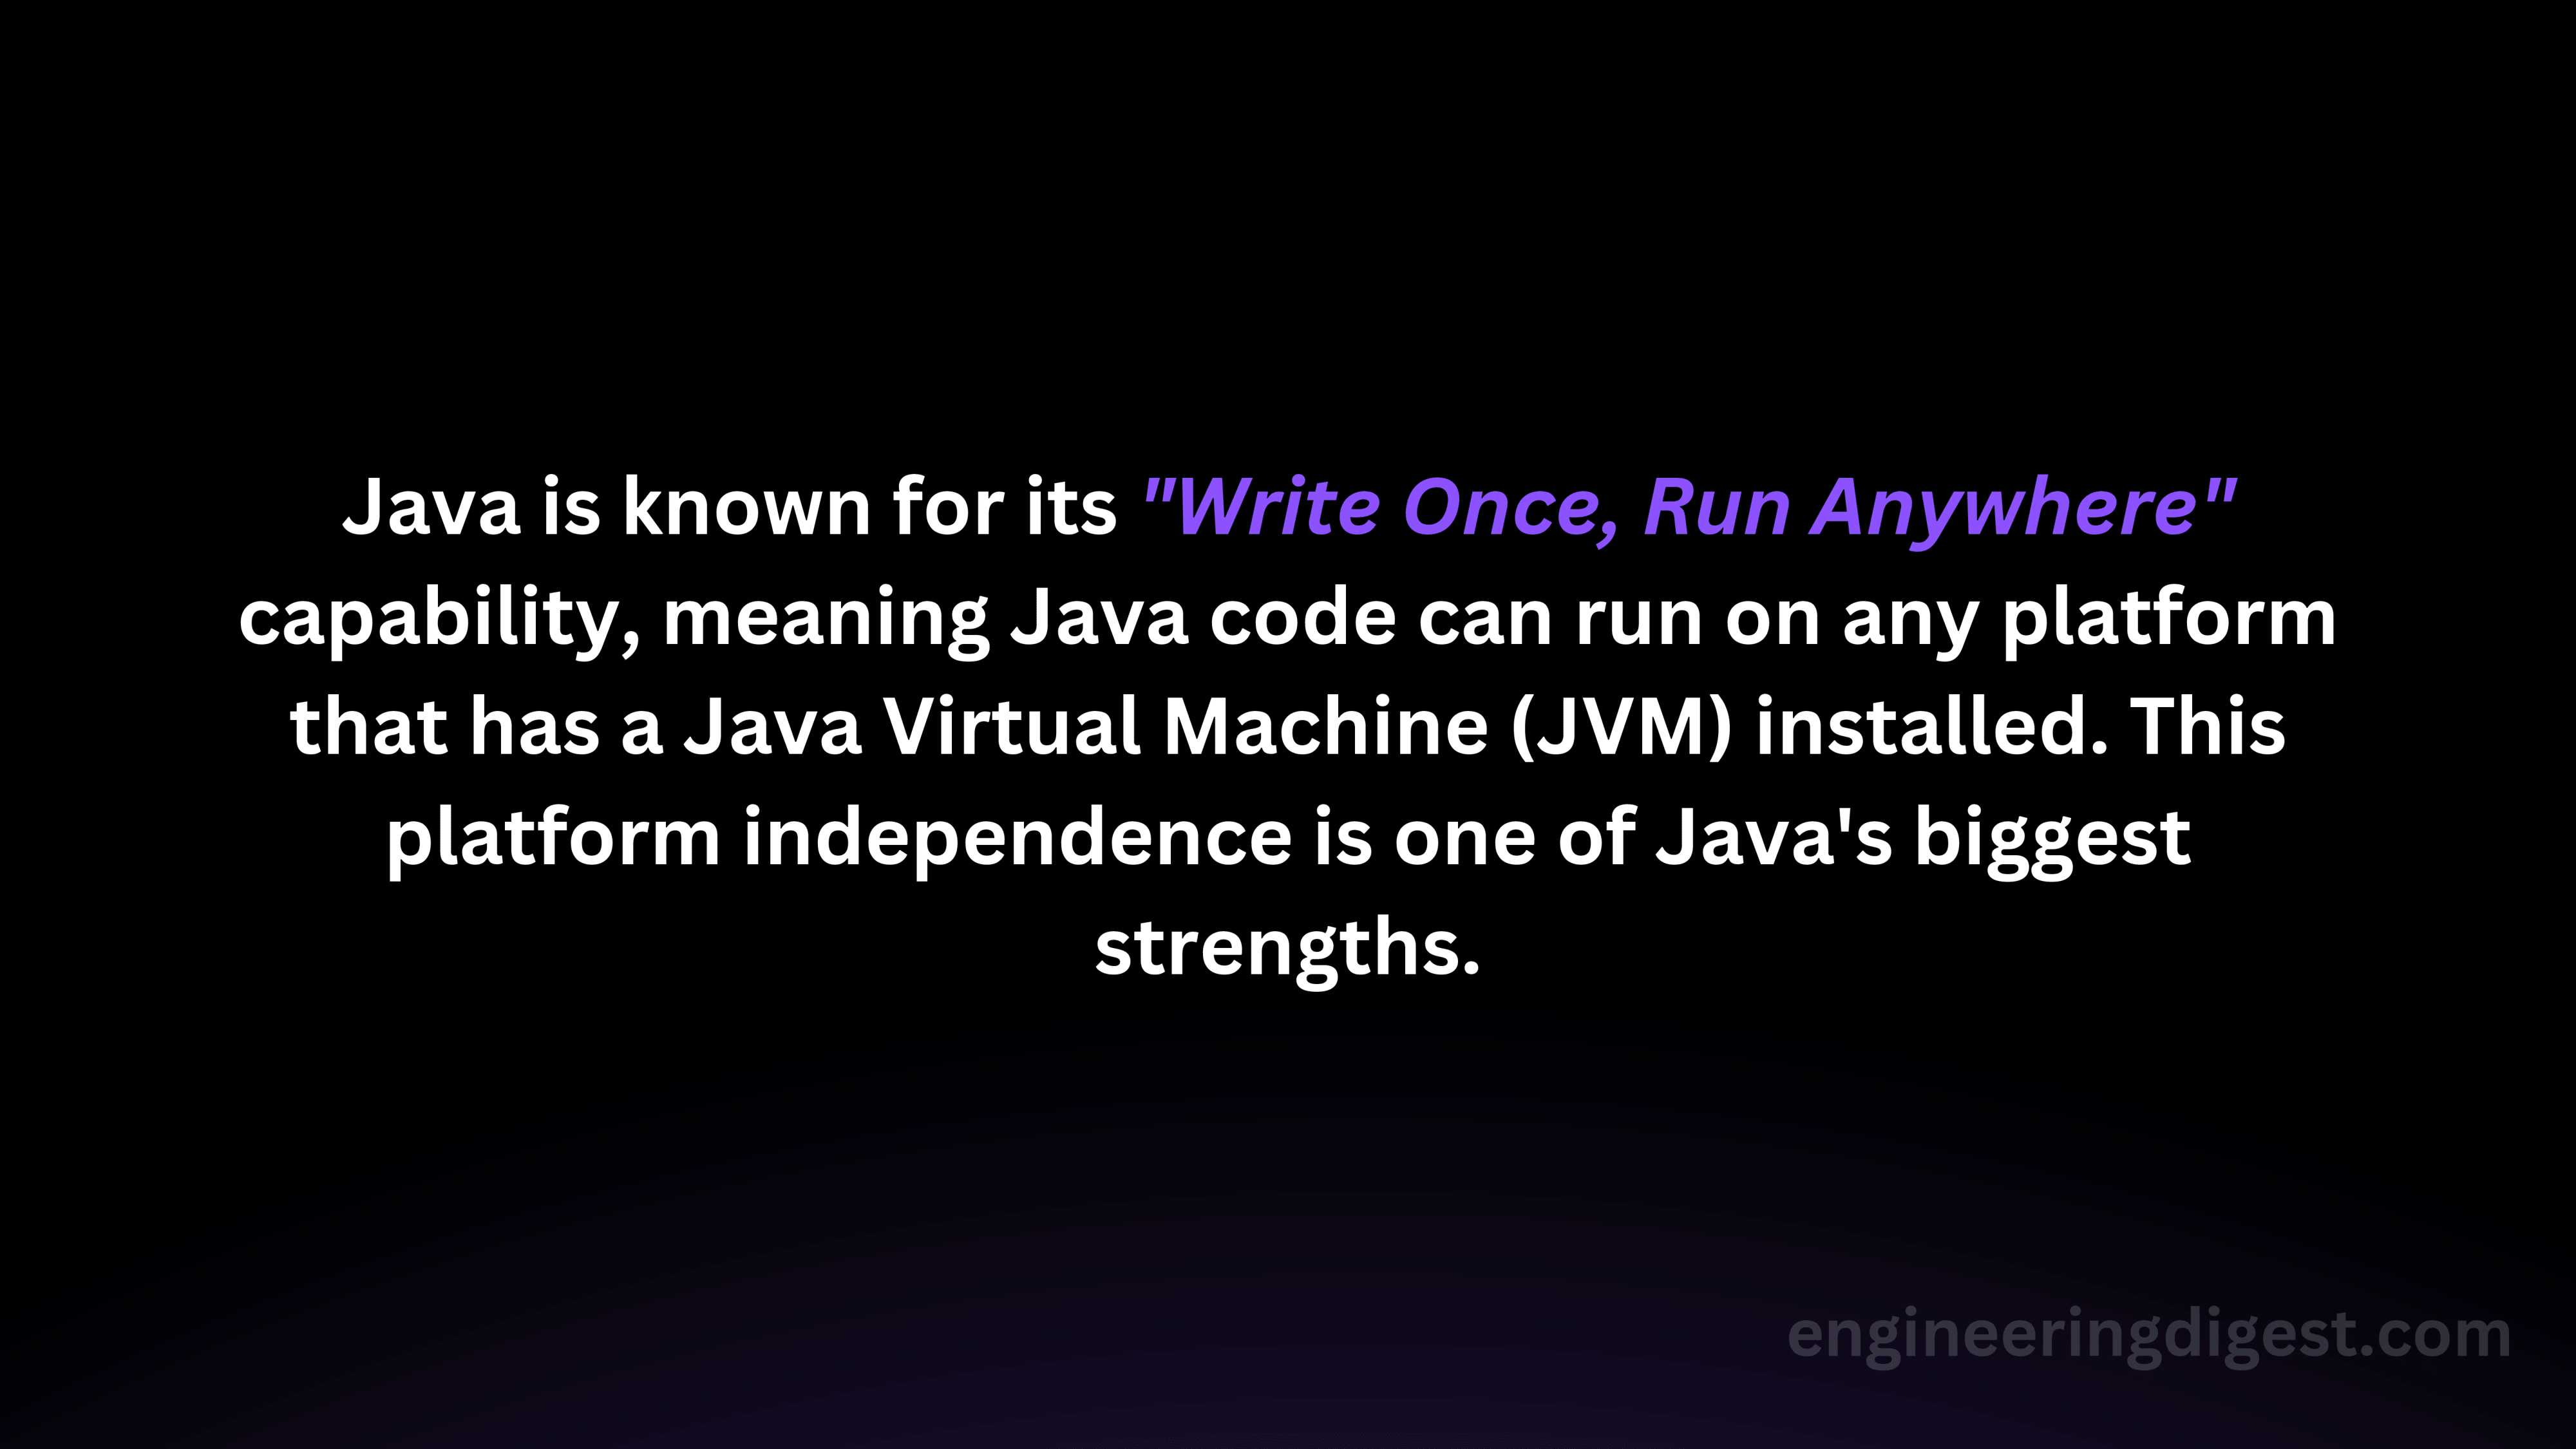 Java is known for its "Write Once, Run Anywhere"
capability, meaning Java code can run on any platform
that has a Java Virtual Machine (JVM) installed. This
platform independence is one of Java's biggest
strengths.
engineeringdigest.com